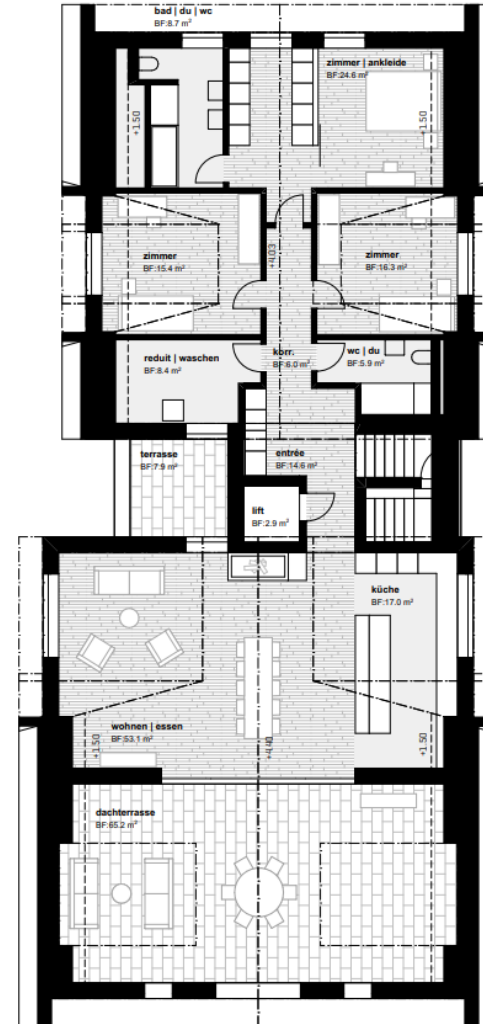 bad | du | wc
BF:8.7 m²
zimmer | ankleide
BF:24.6 m²
+1.50
+1.50
zimmer
BF:15.4 m²
+4.03
zimmer
BF:16.3 m²
reduit | waschen
BF:8.4 m²
korr.
BF:6.0 m²
wc | du
BF:5.9 m²
terrasse
BF:7.9 m²
entrée
BF:14.6 m²
lift
BF:2.9 m²
küche
BF:17.0 m²
wohnen | essen
BF:53.1 m²
+1.50
+4.40
+1.50
dachterrasse
BF:65.2 m²